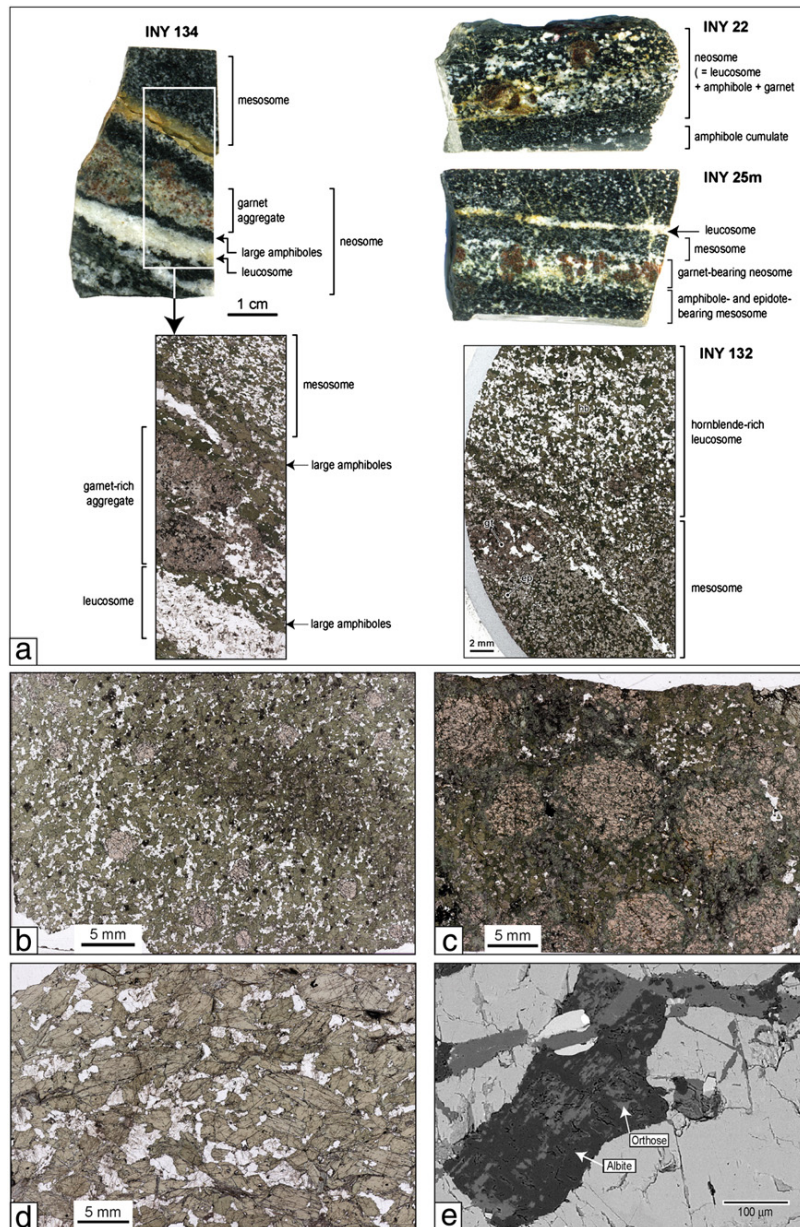 INY 134
mesosome
garnet
aggregate
large amphiboles
leucosome
neosome
1 cm
INY 22
neosome
( = leucosome
+ amphibole + garnet
amphibole cumulate
INY 25m
leucosome
mesosome
garnet-bearing neosome
amphibole- and epidote-
bearing mesosome
mesosome
large amphiboles
garnet-rich
aggregate
leucosome
large amphiboles
INY 132
hb
hornblende-rich
leucosome
gt
ep
mesosome
2 mm
a
5 mm
b
5 mm
c
5 mm
d
Orthose
Albite
100 µm
e